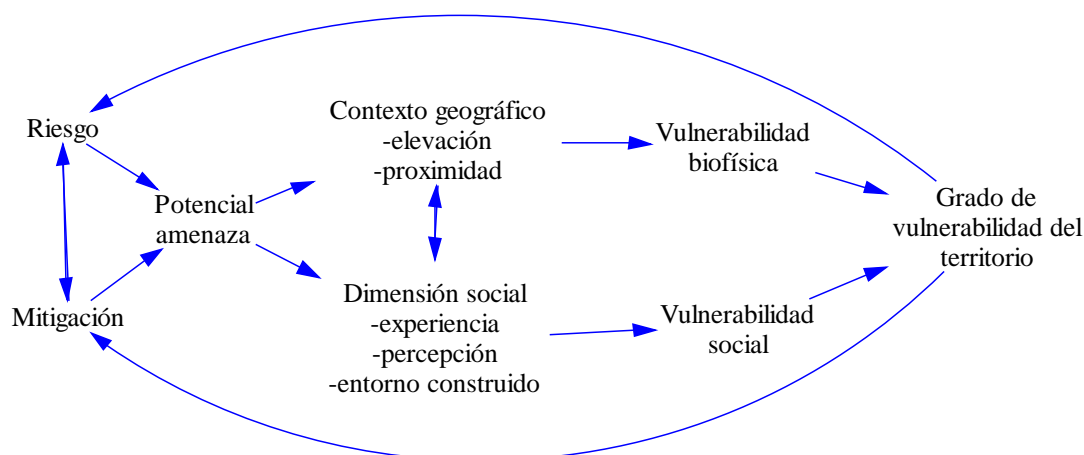 Riesgo
Mitigación
Potencial
amenaza
Contexto geográfico
-elevación
-proximidad
Dimensión social
-experiencia
-percepción
-entorno construido
Vulnerabilidad
biofísica
Vulnerabilidad
social
Grado de
vulnerabilidad del
territorio